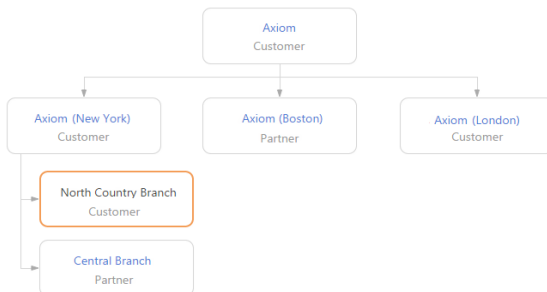 Axiom
Customer
Axiom (New York)
Customer
Axiom (Boston)
Partner
Axiom (London)
Customer
North Country Branch
Customer
Central Branch
Partner